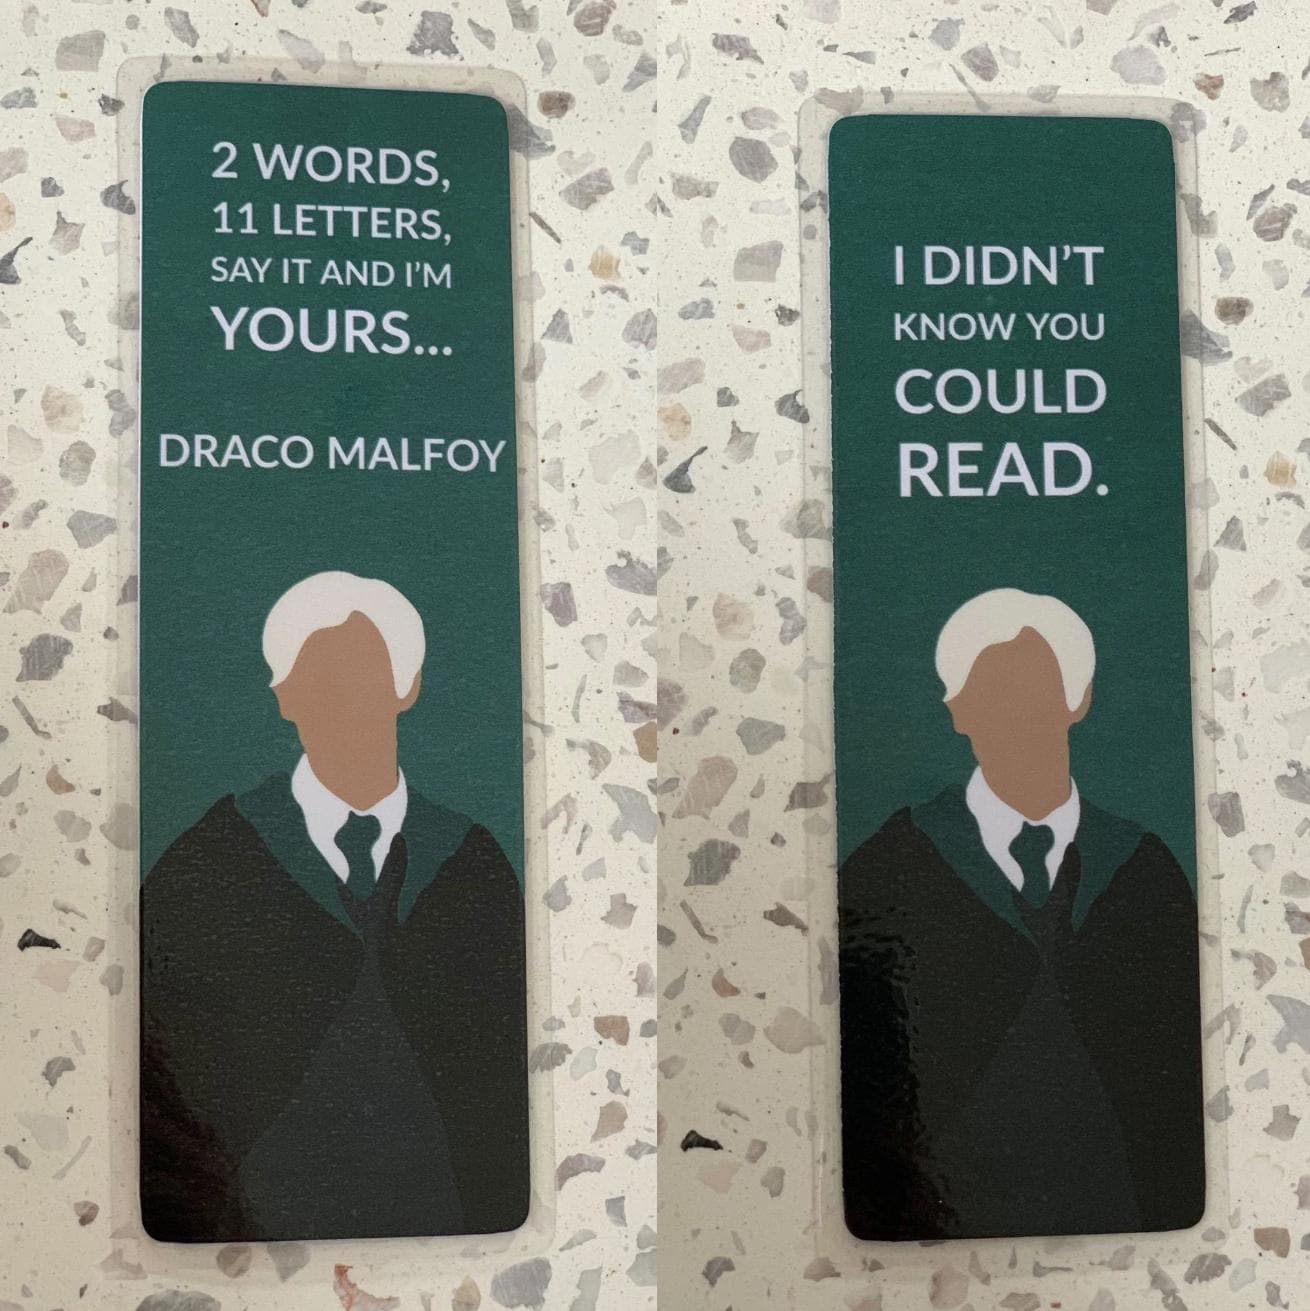 2 WORDS,
11 LETTERS,
SAY IT AND I'M
YOURS...
DRACO MALFOY
I DIDN'T
KNOW YOU
COULD
READ.